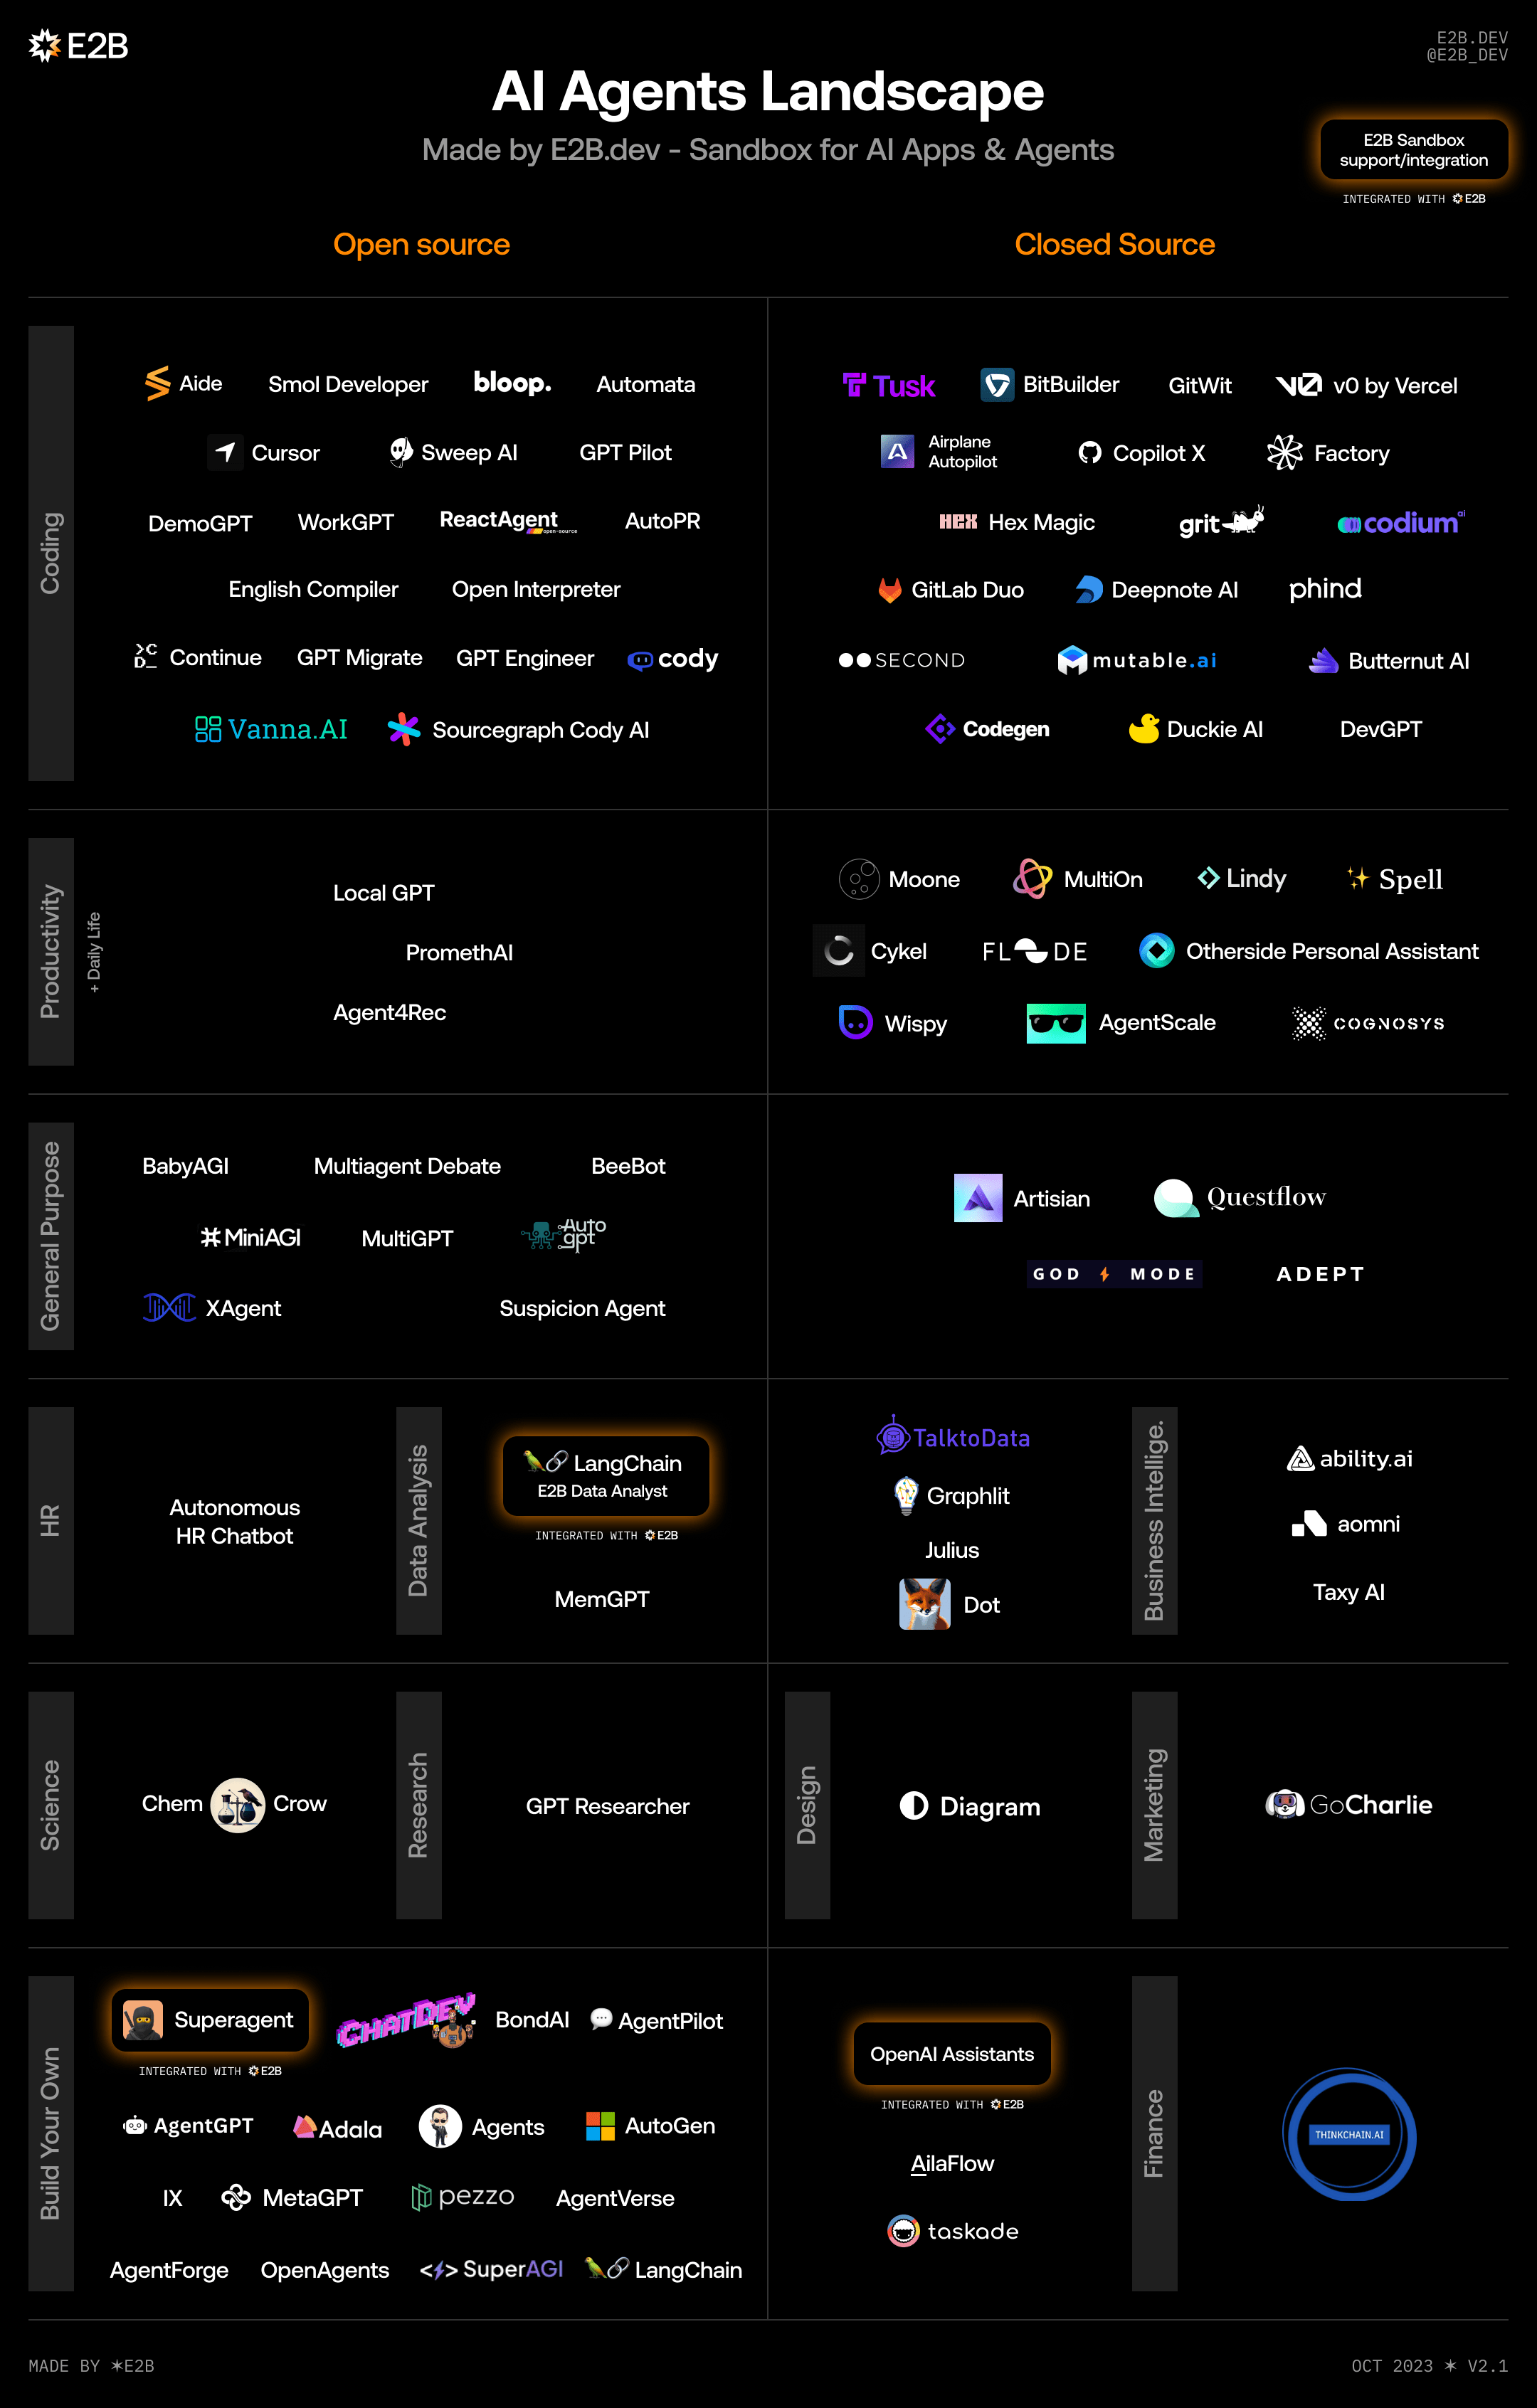 E2B
E2B.DEV
@E2B_DEV
AI Agents Landscape
Made by E2B.dev - Sandbox for AI Apps & Agents
E2B Sandbox
support/integration
INTEGRATED WITH E2B
Open source
Closed Source
Coding
Aide
Smol Developer
bloop.
Automata
Cursor
Sweep AI
GPT Pilot
DemoGPT
WorkGPT
ReactAgent
open-source
AutoPR
English Compiler
Open Interpreter
>C
D_
Continue
GPT Migrate
GPT Engineer
cody
Vanna.AI
Sourcegraph Cody AI
Tusk
BitBuilder
GitWit
v0 by Vercel
Airplane
Autopilot
Copilot X
Factory
HEX Hex Magic
grit
codium ai
GitLab Duo
Deepnote AI
phind
SECOND
mutable.ai
Butternut AI
Codegen
Duckie AI
DevGPT
Productivity
+ Daily Life
Local GPT
PromethAI
Agent4Rec
Moone
MultiOn
Lindy
Spell
Cykel
FL DE
Otherside Personal Assistant
Wispy
AgentScale
COGNOSYS
General Purpose
BabyAGI
Multiagent Debate
BeeBot
MiniAGI
MultiGPT
Auto
gpt
XAgent
Suspicion Agent
Artisian
Questflow
GOD MODE
ADEPT
HR
Autonomous
HR Chatbot
Data Analysis
LangChain
E2B Data Analyst
INTEGRATED WITH E2B
MemGPT
TalktoData
Graphlit
Julius
Dot
Business Intellige.
ability.ai
aomni
Taxy AI
Science
Chem Crow
Research
GPT Researcher
Design
Diagram
Marketing
GoCharlie
Build Your Own
Superagent
INTEGRATED WITH E2B
CHATDEV
BondAI
AgentPilot
AgentGPT
Adala
Agents
AutoGen
IX
MetaGPT
pezzo
AgentVerse
AgentForge
OpenAgents
SuperAGI
LangChain
OpenAI Assistants
INTEGRATED WITH E2B
AilaFlow
taskade
Finance
THINKCHAIN.AI
MADE BY ✶E2B
OCT 2023 ✶ V2.1